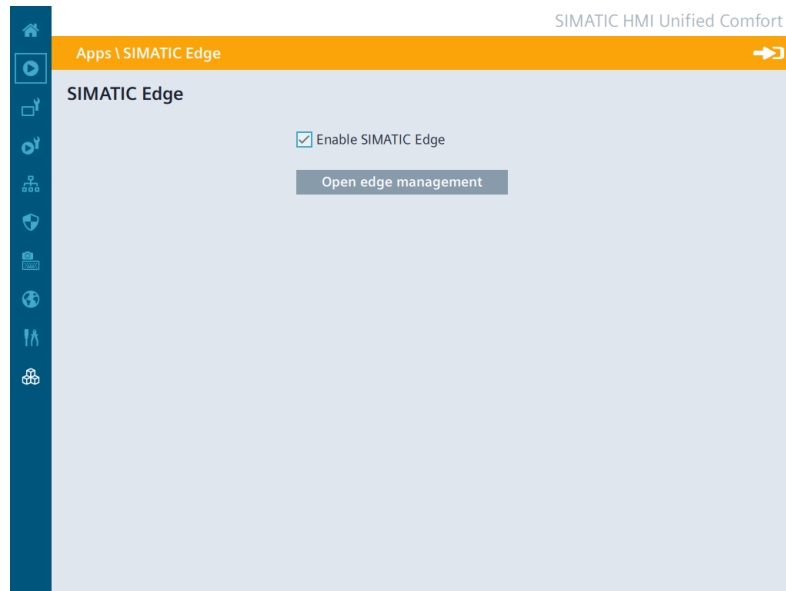 SIMATIC HMI Unified Comfort
Apps \ SIMATIC Edge
SIMATIC Edge
Enable SIMATIC Edge
Open edge management